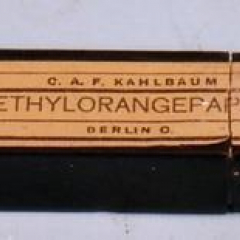 C. A. F. KAHLBAUM
ETHYLORANGEPAP
BERLIN O.